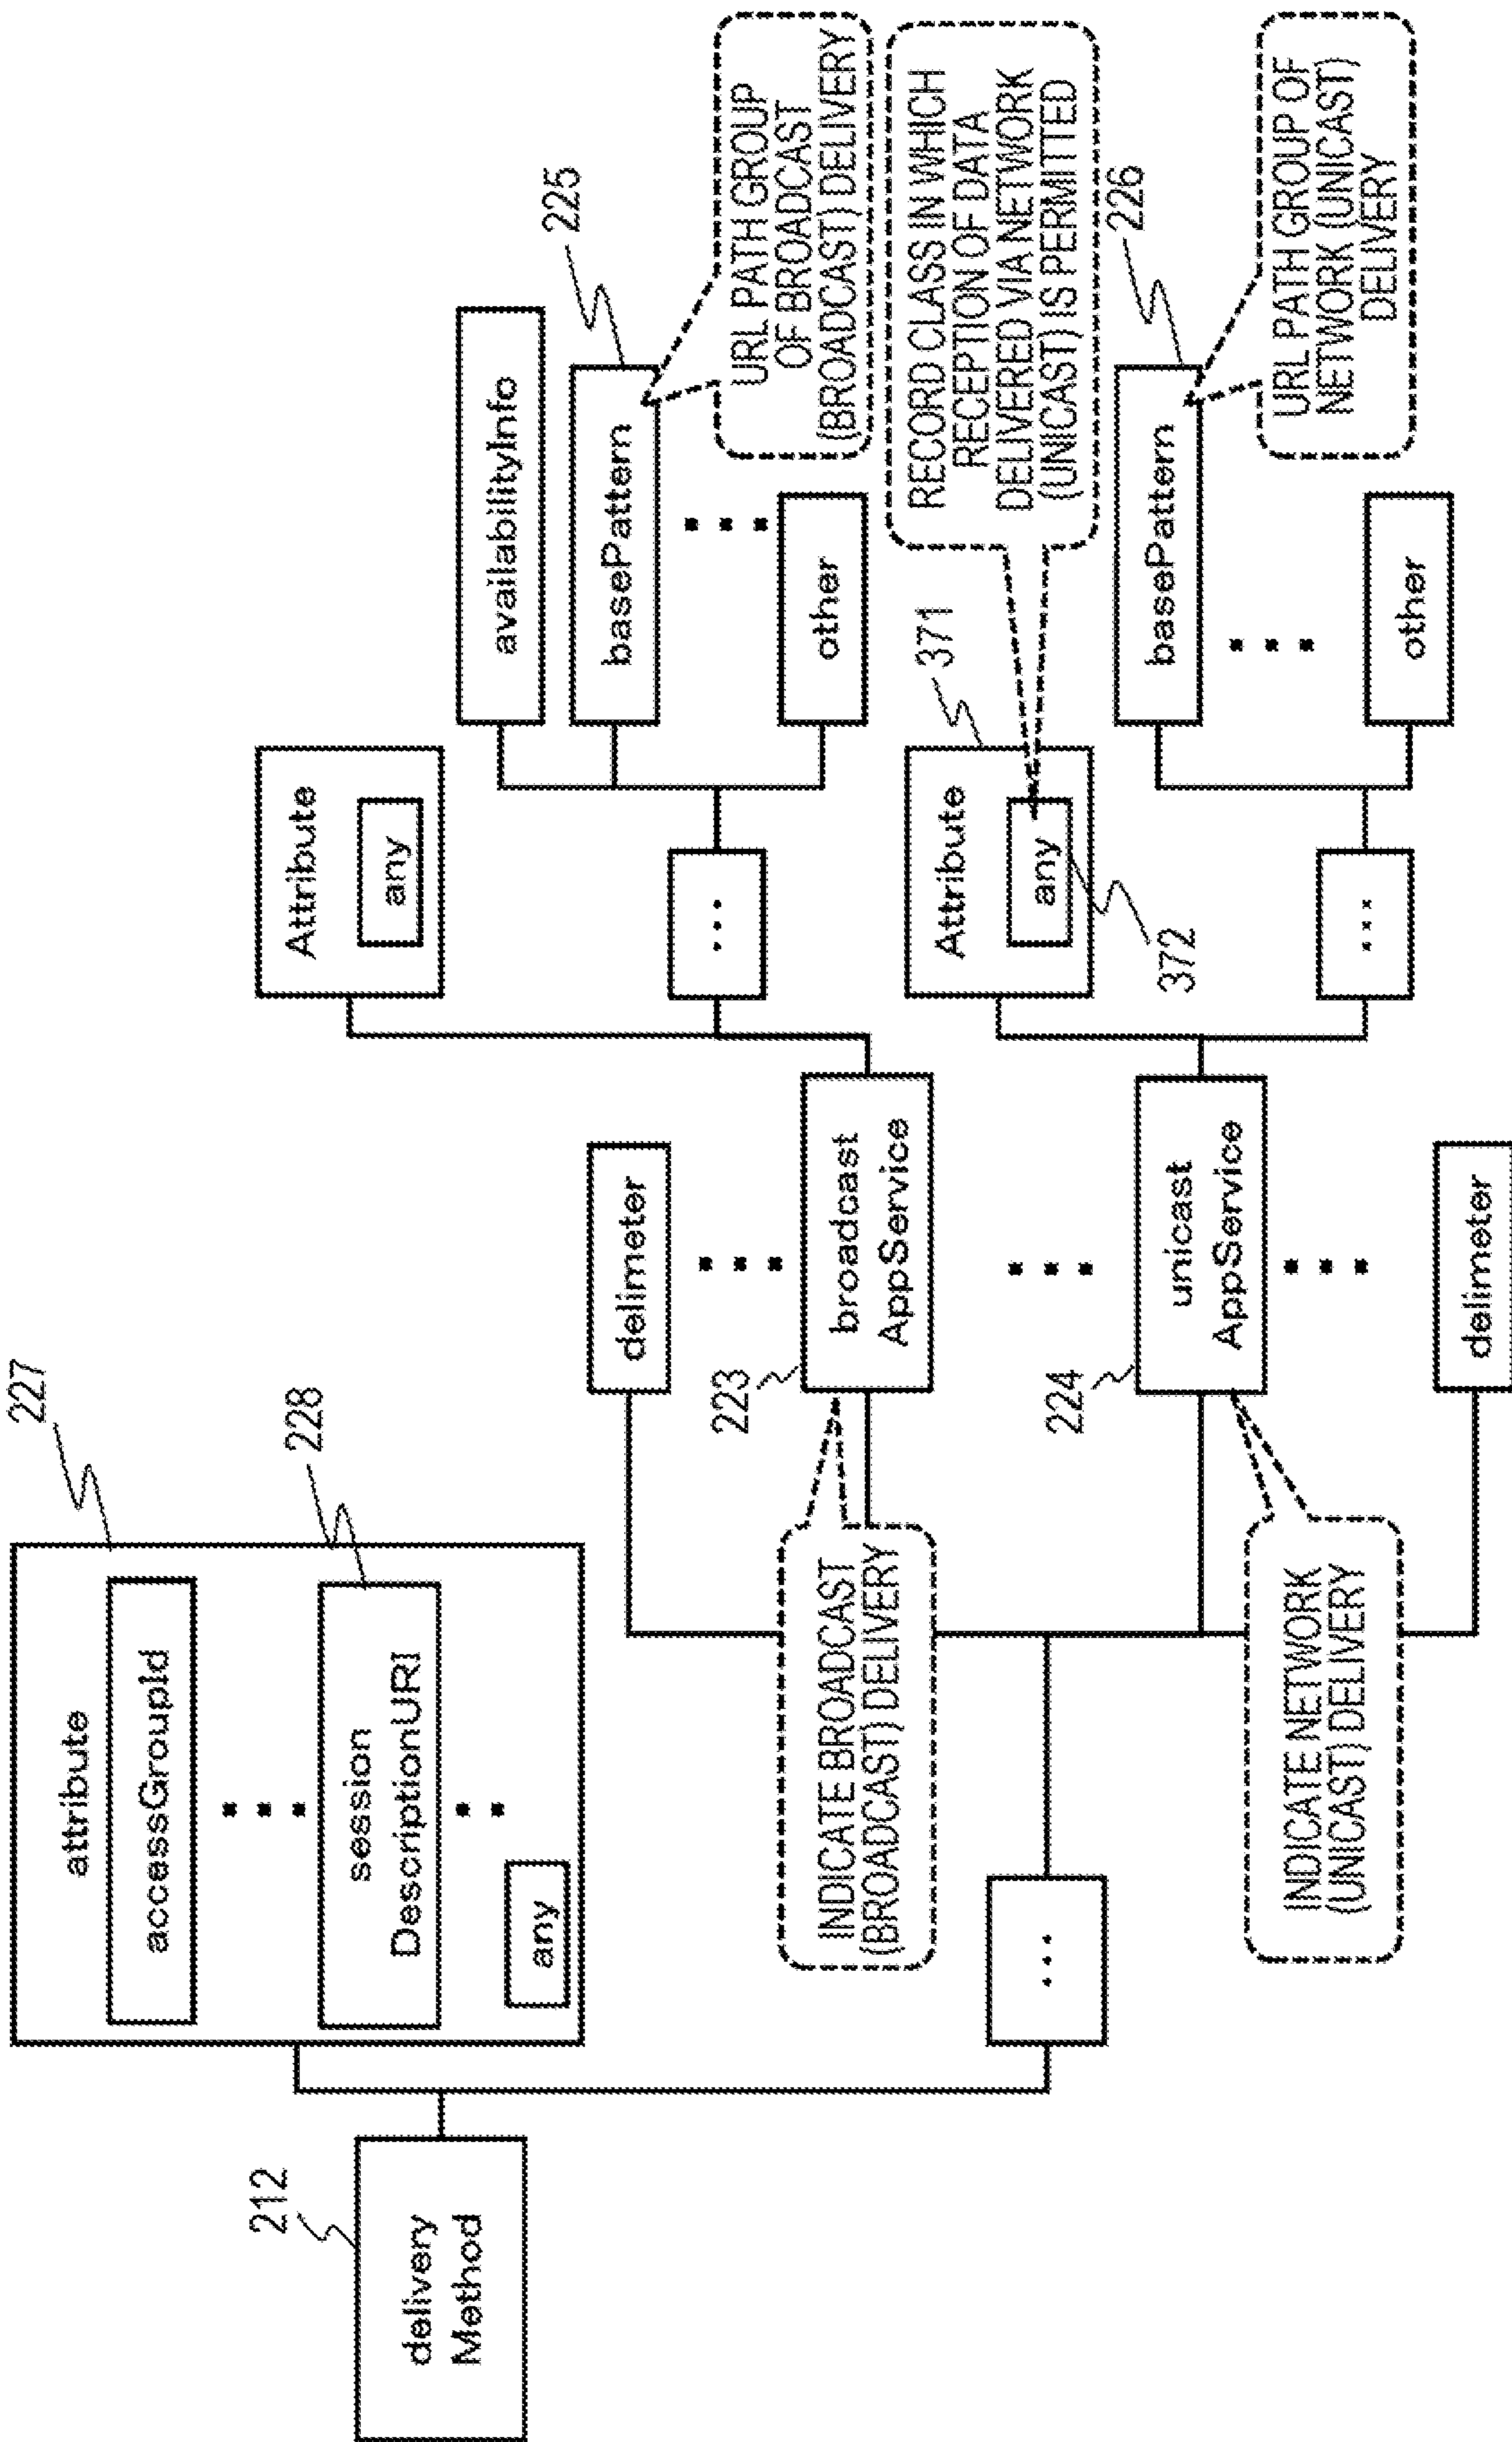 212
delivery
Method
227
attribute
accessGroupId
228
session
DescriptionURI
any
...
delimeter
INDICATE BROADCAST
(BROADCAST) DELIVERY
223
broadcast
AppService
INDICATE NETWORK
(UNICAST) DELIVERY
224
unicast
AppService
delimeter
Attribute
any
...
availabilityInfo
225
basePattern
URL PATH GROUP
OF BROADCAST
(BROADCAST) DELIVERY
other
371
Attribute
any
372
RECORD CLASS IN WHICH
RECEPTION OF DATA
DELIVERED VIA NETWORK
(UNICAST) IS PERMITTED
...
226
basePattern
URL PATH GROUP OF
NETWORK (UNICAST)
DELIVERY
other